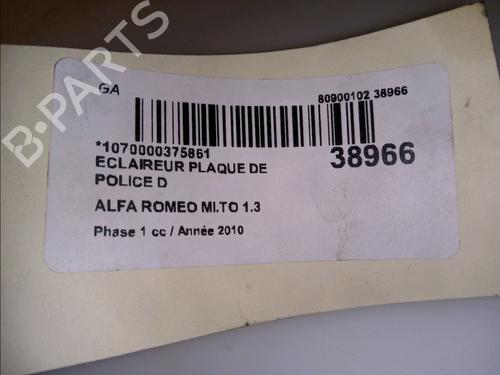 GA
80900102 38966
*1070000375861
38966
ECLAIREUR PLAQUE DE
POLICE D
ALFA ROMEO MI.TO 1.3
Phase 1 cc / Année 2010
B-PARTS